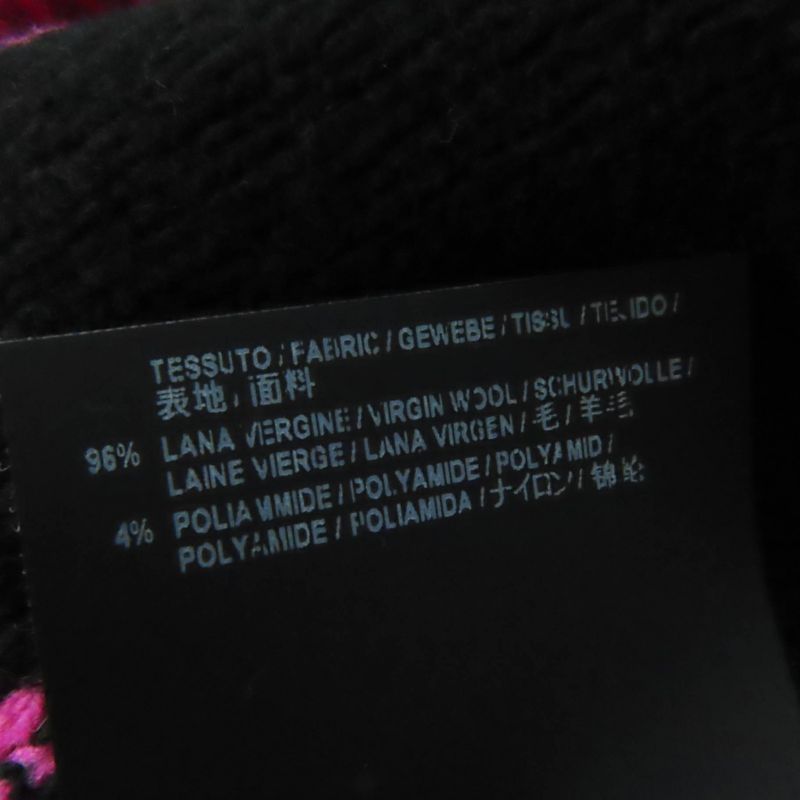 TESSUTO / FABRIC / GEWEBE / TISSU / TEJIDO /
表地 / 面料
96% LANA VERGINE / VIRGIN WOOL / SCHURWOLLE /
LAINE VIERGE / LANA VIRGEN / 毛 / 羊毛
4% POLIAMMIDE / POLYAMIDE / POLYAMID /
POLYAMIDE / POLIAMIDA / ナイロン / 锦纶